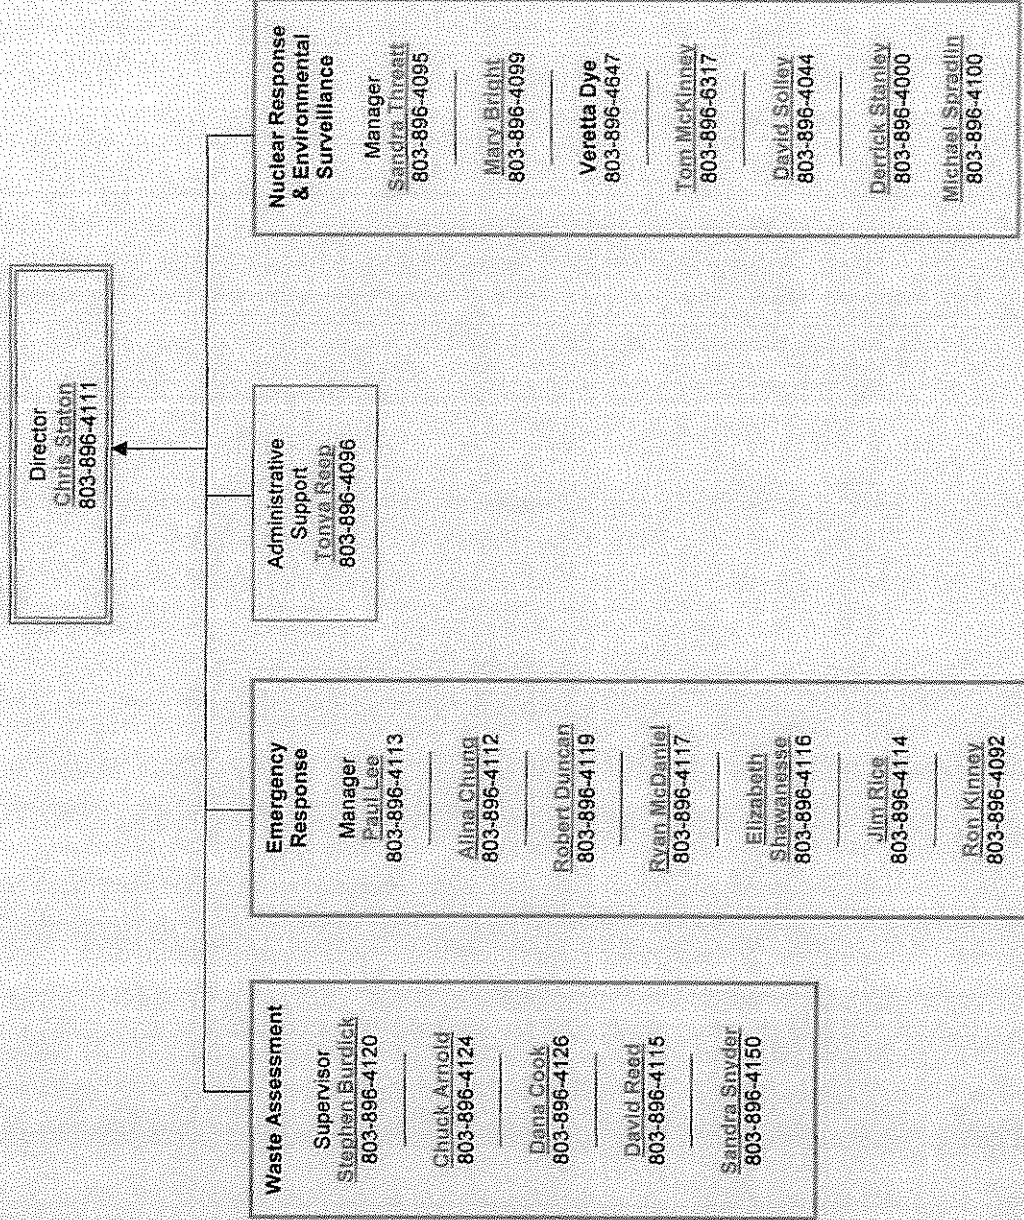 Director
Chris Staton
803-896-4111
Waste Assessment
Supervisor
Stephen Burdick
803-896-4120
Chuck Arnold
803-896-4124
Dana Cook
803-896-4126
David Reed
803-896-4115
Sandra Snyder
803-896-4150
Emergency
Response
Manager
Paul Lee
803-896-4113
Alina Chung
803-896-4112
Robert Duncan
803-896-4119
Ryan McDaniel
803-896-4117
Elizabeth
Shawanesse
803-896-4116
Jim Rice
803-896-4114
Ron Kinney
803-896-4092
Administrative
Support
Tonya Reep
803-896-4096
Nuclear Response
& Environmental
Surveillance
Manager
Sandra Threatt
803-896-4095
Mary Bright
803-896-4099
Veretta Dye
803-896-4647
Tom McKinney
803-896-6317
David Solley
803-896-4044
Derrick Stanley
803-896-4000
Michael Spradlin
803-896-4100